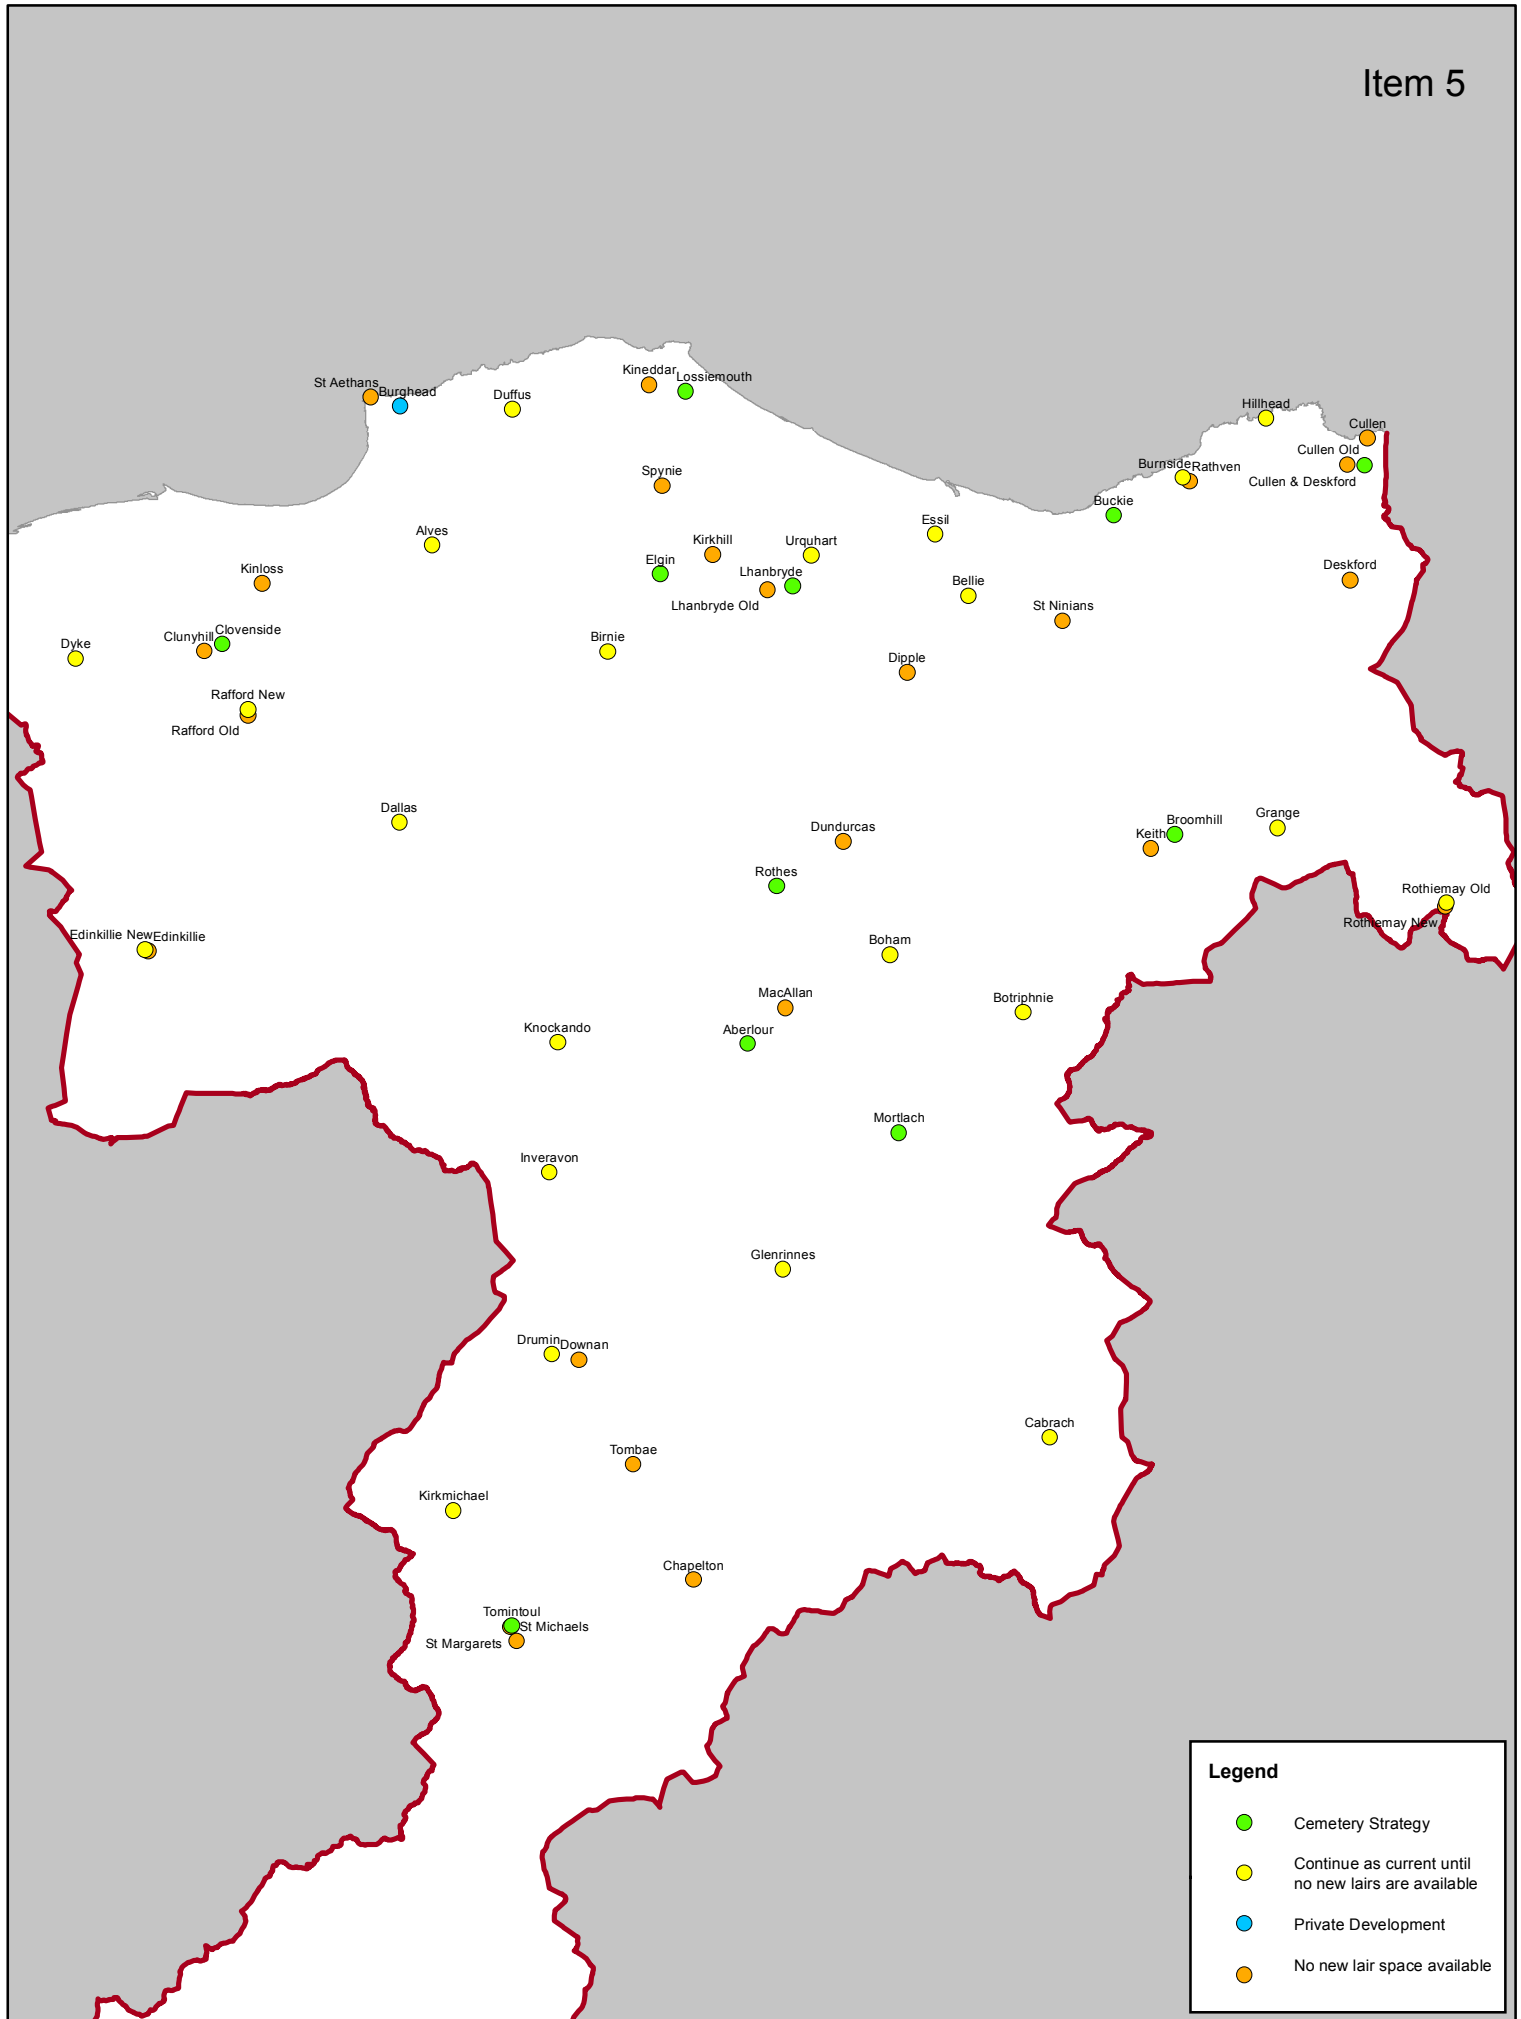 Item 5
St Aethans
Burghead
Duffus
Kineddar
Lossiemouth
Hillhead
Cullen
Cullen Old
Cullen & Deskford
Burnside
Rathven
Spynie
Buckie
Essil
Alves
Kirkhill
Urquhart
Elgin
Lhanbryde
Lhanbryde Old
Kinloss
Bellie
Deskford
St Ninians
Clovenside
Clunyhill
Dyke
Birnie
Dipple
Rafford New
Rafford Old
Dallas
Dundurcas
Broomhill
Keith
Grange
Rothes
Rothiemay Old
Rothiemay New
Edinkillie New
Edinkillie
Boham
MacAllan
Botriphnie
Knockando
Aberlour
Mortlach
Inveravon
Glenrinnes
Drumin
Downan
Cabrach
Tombae
Kirkmichael
Chapelton
Tomintoul
St Michaels
St Margarets
Legend
Cemetery Strategy
Continue as current until
no new lairs are available
Private Development
No new lair space available